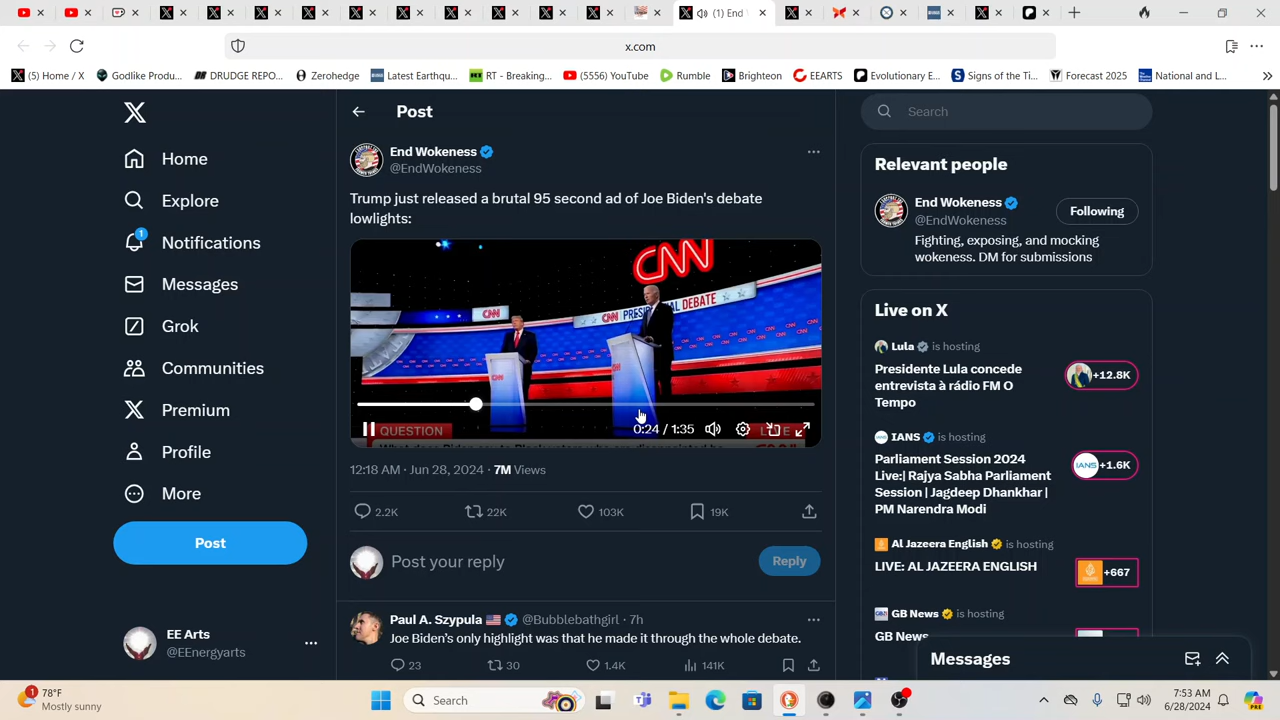 (1) End
x.com
(5) Home / X
Godlike Produ...
DRUDGE REPO...
Zerohedge
Latest Earthqu...
RT - Breaking...
(5556) YouTube
Rumble
Brighteon
EEARTS
Evolutionary E...
Signs of the Ti...
Forecast 2025
National and L...
Home
Explore
1
Notifications
Messages
Grok
Communities
Premium
Profile
More
Post
EE Arts
@EEnergyarts
Post
End Wokeness
@EndWokeness
Trump just released a brutal 95 second ad of Joe Biden's debate
lowlights:
CNN
CNN
CNN
DEBATE
QUESTION
0:24 / 1:35
12:18 AM · Jun 28, 2024 · 7M Views
2.2K
22K
103K
19K
Post your reply
Reply
Paul A. Szypula @Bubblebathgirl · 7h
Joe Biden's only highlight was that he made it through the whole debate.
23
30
1.4K
141K
Search
Relevant people
End Wokeness
@EndWokeness
Following
Fighting, exposing, and mocking
wokeness. DM for submissions
Live on X
Lula is hosting
Presidente Lula concede
entrevista à rádio FM O
Tempo
+12.8K
IANS is hosting
Parliament Session 2024
Live:| Rajya Sabha Parliament
Session | Jagdeep Dhankhar |
PM Narendra Modi
IANS
+1.6K
Al Jazeera English is hosting
LIVE: AL JAZEERA ENGLISH
+667
GB News is hosting
GB News
Messages
1
78°F
Mostly sunny
Search
7:53 AM
6/28/2024
PRE